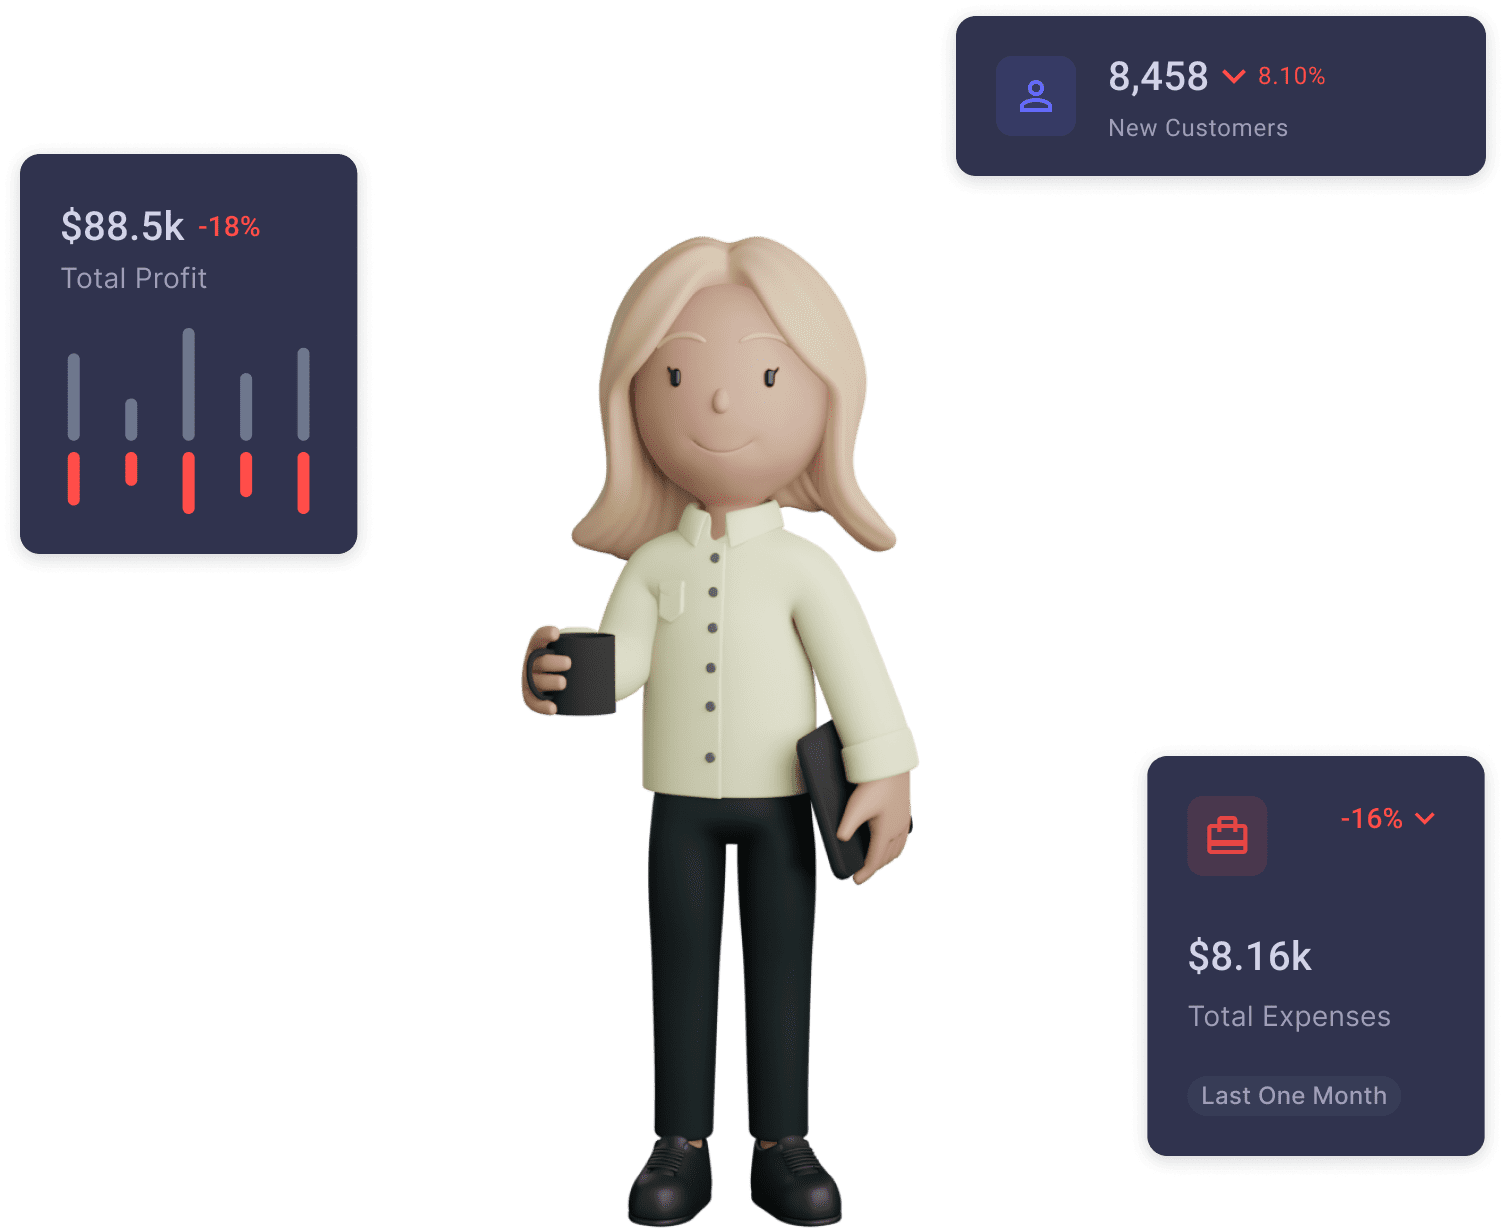 8,458 8.10%
New Customers
$88.5k -18%
Total Profit
-16%
$8.16k
Total Expenses
Last One Month